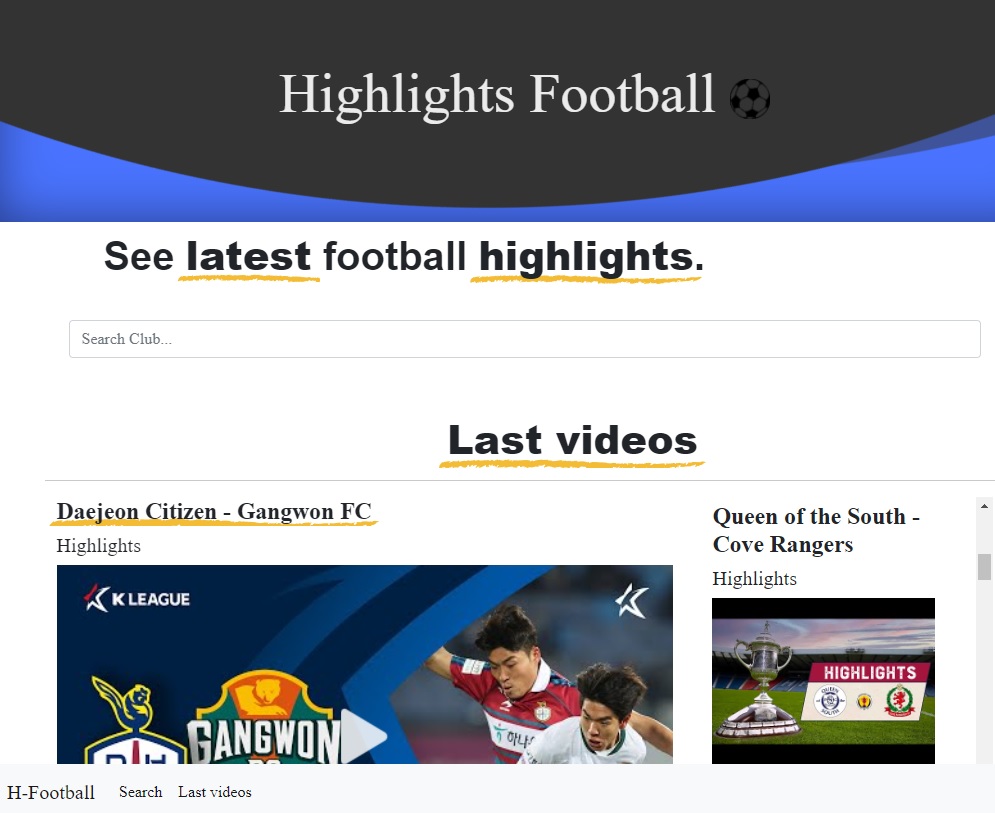 Highlights Football
See latest football highlights.
Search Club...
Last videos
Daejeon Citizen - Gangwon FC
Highlights
K LEAGUE
GANGWON
Queen of the South -
Cove Rangers
Highlights
HIGHLIGHTS
H-Football
Search
Last videos